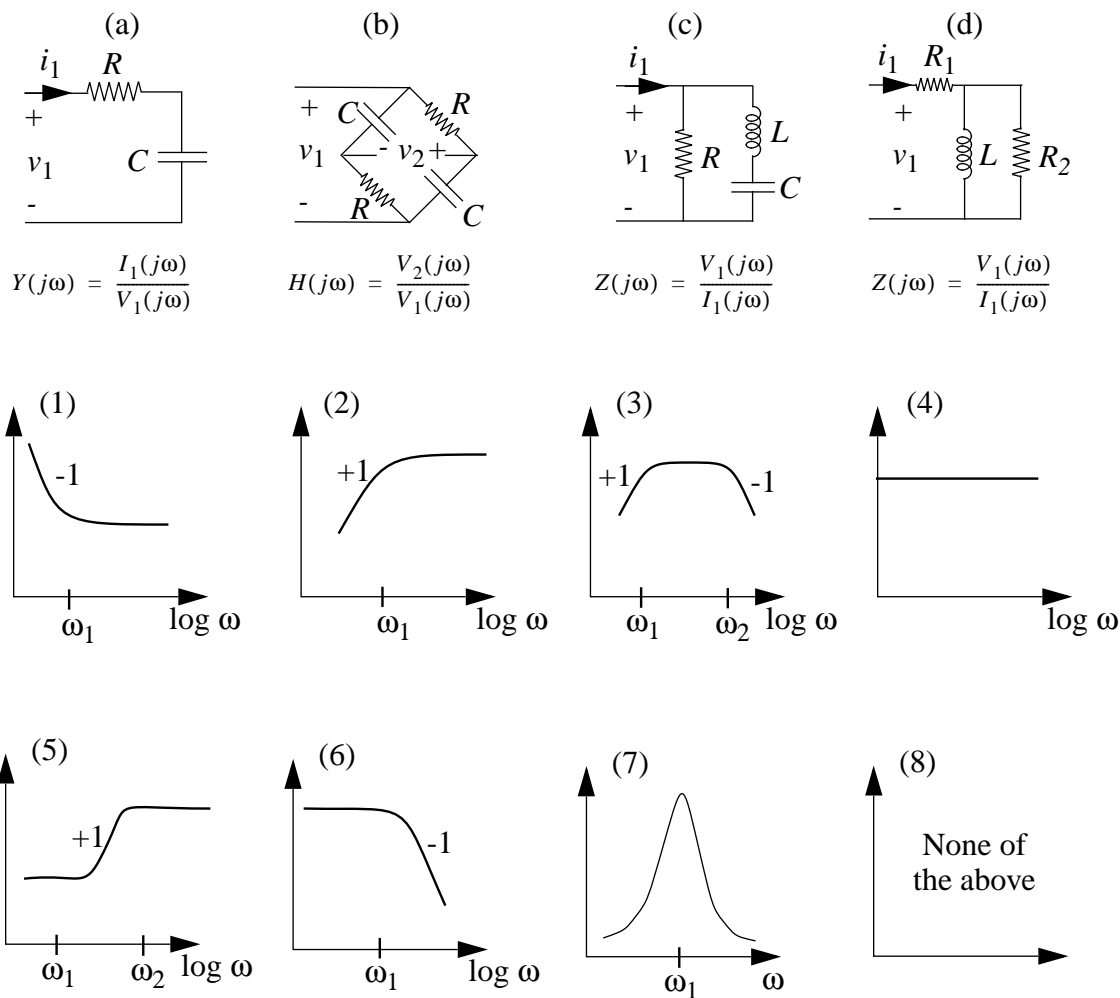 (a) (b) (c) (d)
i1 R
+
v1 C
-
+ C R
v1 - v2 +
- R C
i1
+ L
v1 R
- C
i1 R1
+
v1 L R2
-
Y(jω) = I1(jω) / V1(jω)
H(jω) = V2(jω) / V1(jω)
Z(jω) = V1(jω) / I1(jω)
Z(jω) = V1(jω) / I1(jω)
(1)
-1
ω1 log ω
(2)
+1
ω1 log ω
(3)
+1 -1
ω1 ω2 log ω
(4)
log ω
(5)
+1
ω1 ω2 log ω
(6)
-1
ω1 log ω
(7)
ω1 ω
(8)
None of
the above